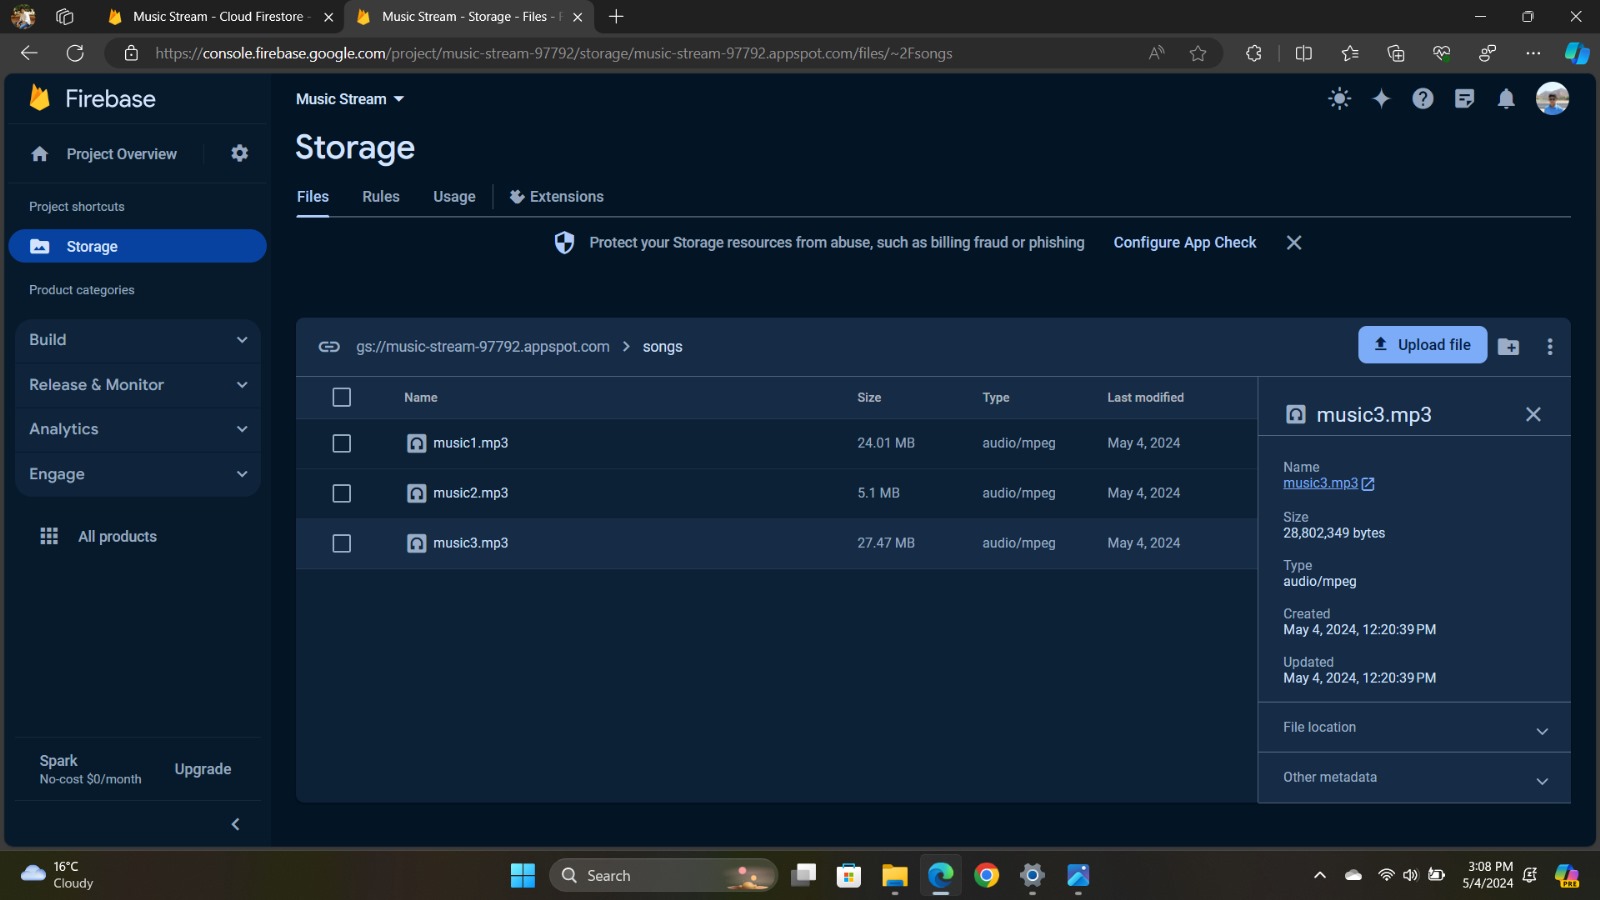 Music Stream - Cloud Firestore -
Music Stream - Storage - Files - F
https://console.firebase.google.com/project/music-stream-97792/storage/music-stream-97792.appspot.com/files/~2Fsongs
Firebase
Music Stream
Project Overview
Storage
Project shortcuts
Files Rules Usage Extensions
Storage
Protect your Storage resources from abuse, such as billing fraud or phishing Configure App Check
Product categories
Build
gs://music-stream-97792.appspot.com > songs
Upload file
Release & Monitor
Name Size Type Last modified
music3.mp3
Analytics
music1.mp3 24.01 MB audio/mpeg May 4, 2024
Engage
music2.mp3 5.1 MB audio/mpeg May 4, 2024
music3.mp3 27.47 MB audio/mpeg May 4, 2024
All products
Name
music3.mp3
Size
28,802,349 bytes
Type
audio/mpeg
Created
May 4, 2024, 12:20:39 PM
Updated
May 4, 2024, 12:20:39 PM
File location
Other metadata
Spark
No-cost $0/month
Upgrade
16°C
Cloudy
Search
3:08 PM
5/4/2024
PRE